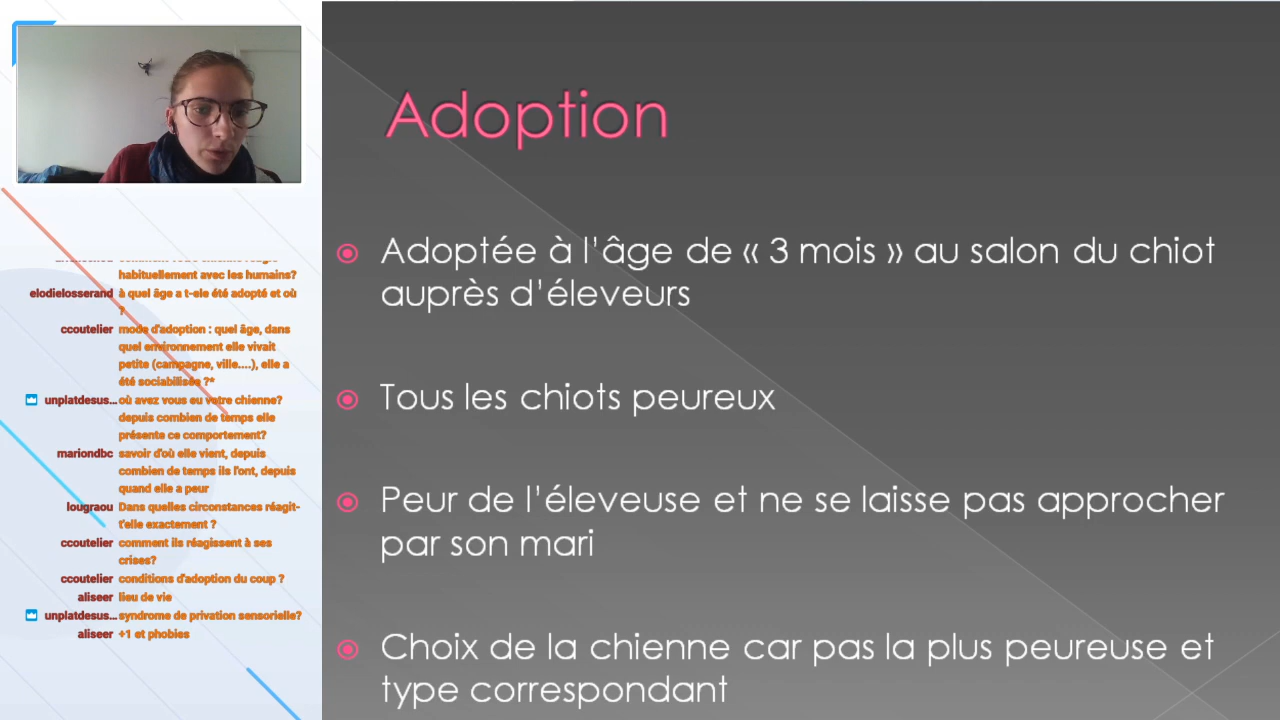 Adoption
Adoptée à l'âge de « 3 mois » au salon du chiot
auprès d'éleveurs
Tous les chiots peureux
Peur de l'éleveuse et ne se laisse pas approcher
par son mari
Choix de la chienne car pas la plus peureuse et
type correspondant
habituellement avec les humains?
elodielosserand à quel âge a t-ele été adopté et où
?
ccoutelier mode d'adoption : quel âge, dans
quel environnement elle vivait
petite (campagne, ville....), elle a
été sociabilisée ?*
unplatdesus... où avez vous eu votre chienne?
depuis combien de temps elle
présente ce comportement?
mariondbc savoir d'où elle vient, depuis
combien de temps ils l'ont, depuis
quand elle a peur
lougraou Dans quelles circonstances réagit-
t'elle exactement ?
ccoutelier comment ils réagissent à ses
crises?
ccoutelier conditions d'adoption du coup ?
aliseer lieu de vie
unplatdesus... syndrome de privation sensorielle?
aliseer +1 et phobies